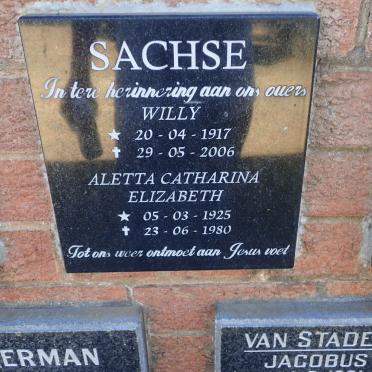 SACHSE
In tere herinnering aan ons ouers
WILLY
★ 20 - 04 - 1917
✝ 29 - 05 - 2006
ALETTA CATHARINA
ELIZABETH
★ 05 - 03 - 1925
✝ 23 - 06 - 1980
Tot ons weer ontmoet aan Jesus voet
ERMAN
VAN STADE
JACOBUS